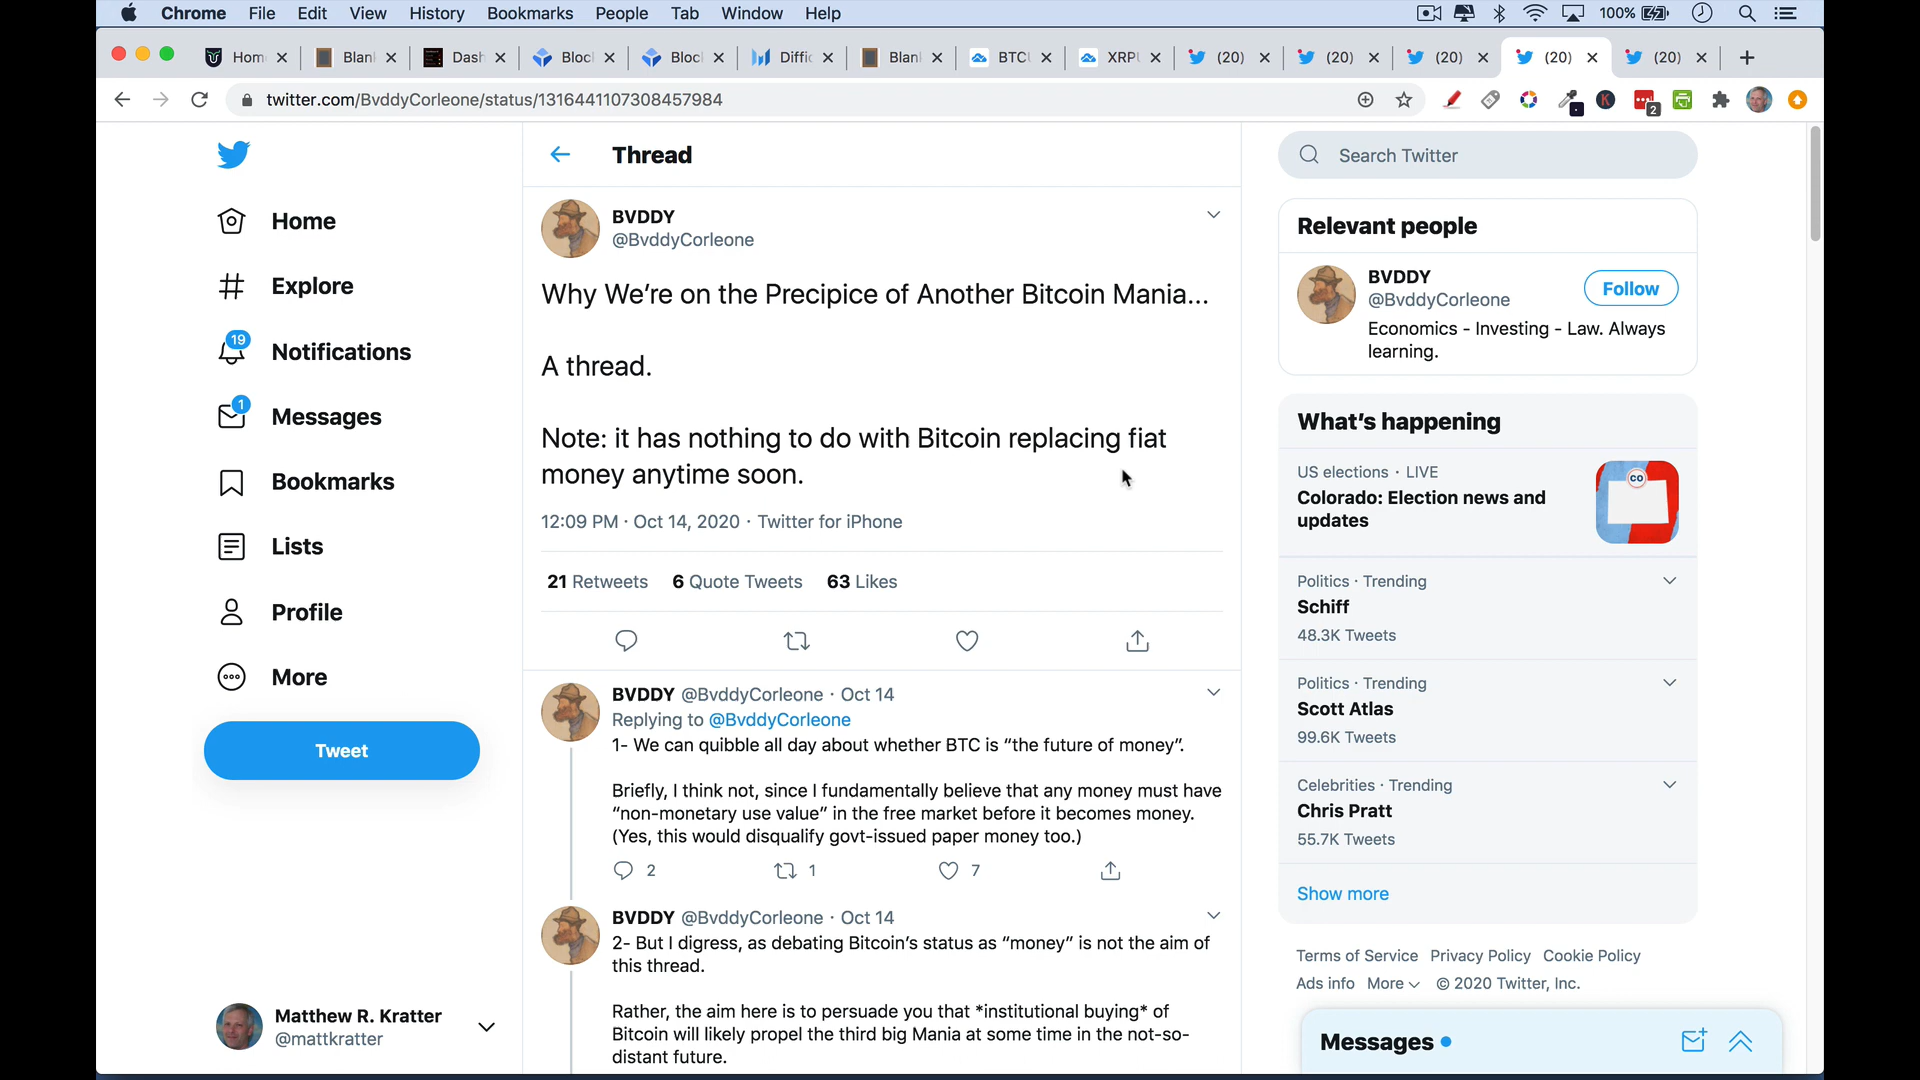 Chrome File Edit View History Bookmarks People Tab Window Help 100%
Hom Blan Dash Bloc Bloc Diffic Blan BTCU XRPU (20) (20) (20) (20) (20)
twitter.com/BvddyCorleone/status/1316441107308457984
2
Home
Explore
19
Notifications
1
Messages
Bookmarks
Lists
Profile
More
Tweet
Matthew R. Kratter
@mattkratter
Thread
BVDDY
@BvddyCorleone
Why We’re on the Precipice of Another Bitcoin Mania...
A thread.
Note: it has nothing to do with Bitcoin replacing fiat
money anytime soon.
12:09 PM · Oct 14, 2020 · Twitter for iPhone
21 Retweets 6 Quote Tweets 63 Likes
BVDDY @BvddyCorleone · Oct 14
Replying to @BvddyCorleone
1- We can quibble all day about whether BTC is “the future of money”.
Briefly, I think not, since I fundamentally believe that any money must have
“non-monetary use value” in the free market before it becomes money.
(Yes, this would disqualify govt-issued paper money too.)
2 1 7
BVDDY @BvddyCorleone · Oct 14
2- But I digress, as debating Bitcoin’s status as “money” is not the aim of
this thread.
Rather, the aim here is to persuade you that *institutional buying* of
Bitcoin will likely propel the third big Mania at some time in the not-so-
distant future.
Search Twitter
Relevant people
BVDDY
@BvddyCorleone
Follow
Economics - Investing - Law. Always
learning.
What’s happening
US elections · LIVE
Colorado: Election news and
updates
CO
Politics · Trending
Schiff
48.3K Tweets
Politics · Trending
Scott Atlas
99.6K Tweets
Celebrities · Trending
Chris Pratt
55.7K Tweets
Show more
Terms of Service Privacy Policy Cookie Policy
Ads info More © 2020 Twitter, Inc.
Messages